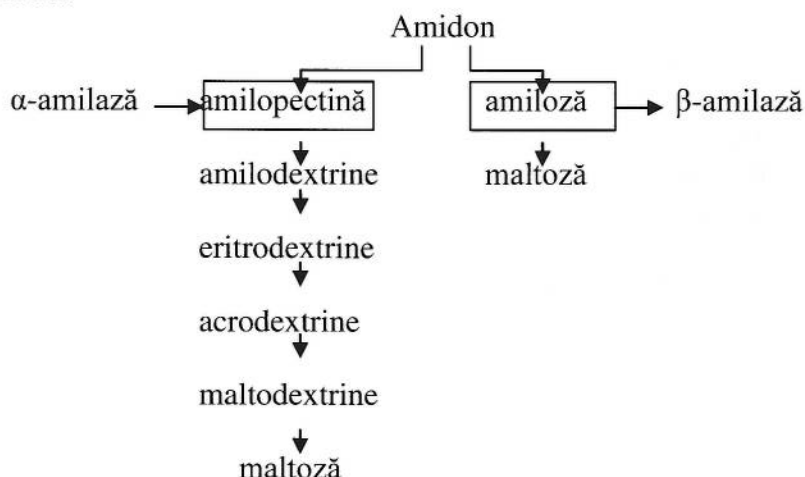 Amidon
α-amilază amilopectină amiloză β-amilază
amilodextrine maltoză
eritrodextrine
acrodextrine
maltodextrine
maltoză